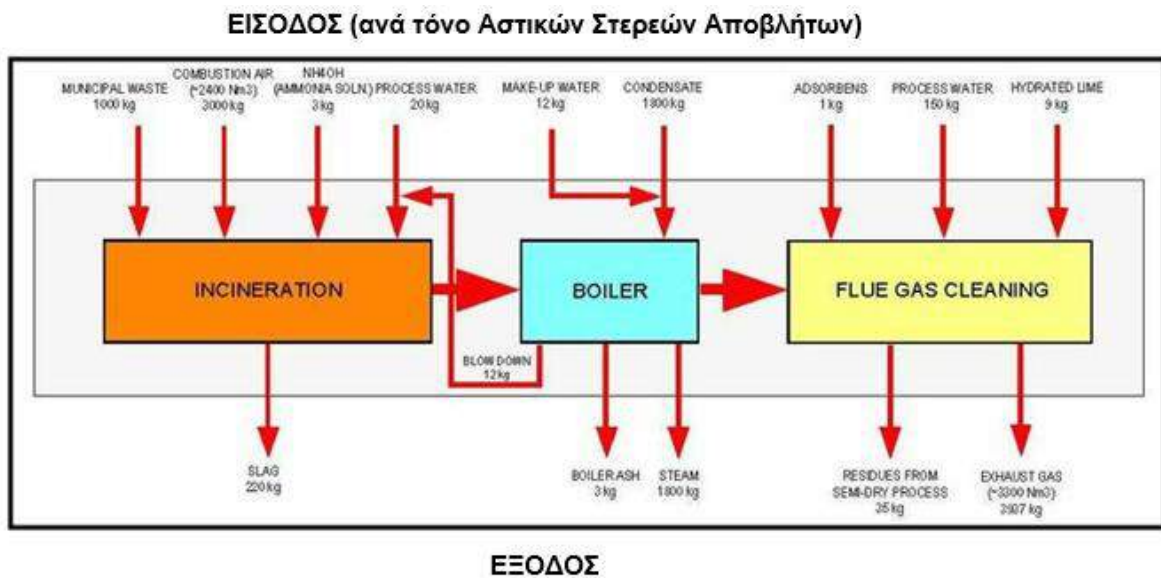 ΕΙΣΟΔΟΣ (ανά τόνο Αστικών Στερεών Αποβλήτων)
MUNICIPAL WASTE
1000 kg
COMBUSTION AIR
(~2400 Nm3)
3000 kg
NH4OH
(AMMONIA SOLN.)
3 kg
PROCESS WATER
20 kg
MAKE-UP WATER
12 kg
CONDENSATE
1800 kg
ADSORBENS
1 kg
PROCESS WATER
150 kg
HYDRATED LIME
9 kg
INCINERATION
BOILER
FLUE GAS CLEANING
BLOW DOWN
12 kg
SLAG
220 kg
BOILER ASH
3 kg
STEAM
1800 kg
RESIDUES FROM
SEMI-DRY PROCESS
35 kg
EXHAUST GAS
(~3300 Nm3)
3937 kg
ΕΞΟΔΟΣ